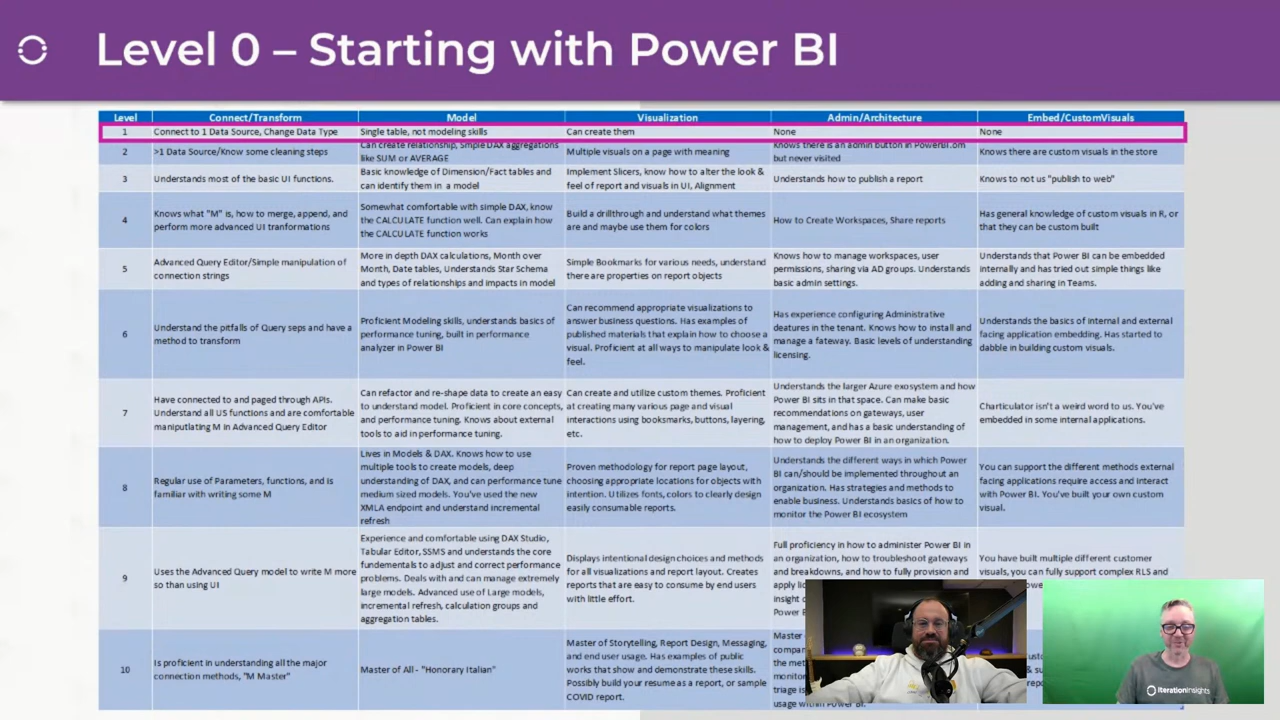 Level 0 – Starting with Power BI
Level Connect/Transform Model Visualization Admin/Architecture Embed/CustomVisuals
1 Connect to 1 Data Source, Change Data Type Single table, not modeling skills Can create them None None
2 >1 Data Source/Know some cleaning steps
Can create relationship, Smple DAX aggregations
like SUM or AVERAGE
Multiple visuals on a page with meaning
Knows there is an admin button in PowerBI.om
but never visited
Knows there are custom visuals in the store
3 Understands most of the basic UI functions.
Basic knowledge of Dimension/Fact tables and
can identify them in a model
Implement Slicers, know how to alter the look &
feel of report and visuals in UI, Alignment
Understands how to publish a report
Knows to not us "publish to web"
4
Knows what "M" is, how to merge, append, and
perform more advanced UI tranformations
Somewhat comfortable with simple DAX, know
the CALCULATE function well. Can explain how
the CALCULATE function works
Build a drillthrough and understand what themes
are and maybe use them for colors
How to Create Workspaces, Share reports
Has general knowledge of custom visuals in R, or
that they can be custom built
5
Advanced Query Editor/Simple manipulation of
connection strings
More in depth DAX calculations, Month over
Month, Date tables, Understands Star Schema
and types of relationships and impacts in model
Simple Bookmarks for various needs, understand
there are properties on report objects
Knows how to manage workspaces, user
permissions, sharing via AD groups. Understands
basic admin settings.
Understands that Power BI can be embedded
internally and has tried out simple things like
adding and sharing in Teams.
6
Understand the pitfalls of Query seps and have a
method to transform
Proficient Modeling skills, understands basics of
performance tuning, built in performance
analyzer in Power BI
Can recommend appropriate visualizations to
answer business questions. Has examples of
published materials that explain how to choose a
visual. Proficient at all ways to manipulate look &
feel.
Has experience configuring Administrative
deatures in the tenant. Knows how to install and
manage a fateway. Basic levels of understanding
licensing.
Understands the basics of internal and external
facing application embedding. Has started to
dabble in building custom visuals.
7
Have connected to and paged through APIs.
Understand all US functions and are comfortable
maniputlating M in Advanced Query Editor
Can refactor and re-shape data to create an easy
to understand model. Proficient in core concepts,
and performance tuning. Knows about external
tools to aid in performance tuning.
Can create and utilize custom themes. Proficient
at creating many various page and visual
interactions using booksmarks, buttons, layering,
etc.
Understands the larger Azure exosystem and how
Power BI sits in that space. Can make basic
recommendations on gateways, user
management, and has a basic understanding of
how to deploy Power BI in an organization.
Charticulator isn't a weird word to us. You've
embedded in some internal applications.
8
Regular use of Parameters, functions, and is
familiar with writing some M
Lives in Models & DAX. Knows how to use
multiple tools to create models, deep
understanding of DAX, and can performance tune
medium sized models. You've used the new
XMLA endpoint and understand incremental
refresh
Proven methodology for report page layout,
choosing appropriate locations for objects with
intention. Utilizes fonts, colors to clearly design
easily consumable reports.
Understands the different ways in which Power
BI can/should be implemented throughout an
organization. Has strategies and methods to
enable business. Understands basics of how to
monitor the Power BI ecosystem
You can support the different methods external
facing applications require access and interact
with Power BI. You've built your own custom
visual.
9
Uses the Advanced Query model to write M more
so than using UI
Experience and comfortable using DAX Studio,
Tabular Editor, SSMS and understands the core
fundementals to adjust and correct performance
problems. Deals with and can manage extremely
large models. Advanced use of Large models,
incremental refresh, calculation groups and
aggregation tables.
Displays intentional design choices and methods
for all visualizations and report layout. Creates
reports that are easy to consume by end users
with little effort.
Full proficiency in how to administer Power BI in
an organization, how to troubleshoot gateways
and breakdowns, and how to fully provision and
apply
insight
Power
You have built multiple different customer
visuals, you can fully support complex RLS and
10
Is proficient in understanding all the major
connection methods, "M Master"
Master of All - "Honorary Italian"
Master of Storytelling, Report Design, Messaging,
and end user usage. Has examples of public
works that show and demonstrate these skills.
Possibly build your resume as a report, or sample
COVID report.
Master
the
triage is
usage within Power BI.
IterationInsights